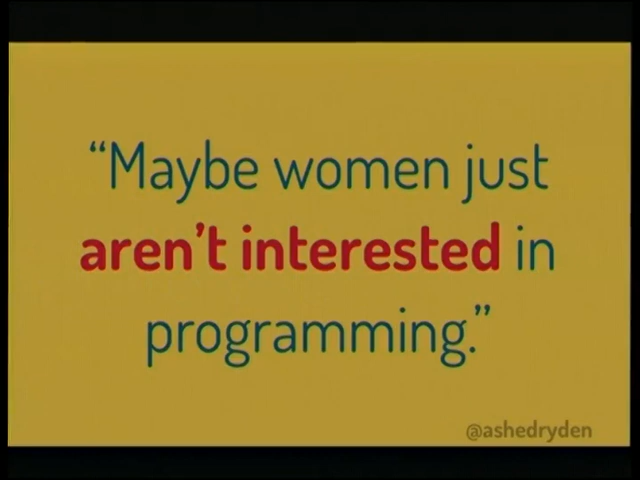 “Maybe women just
aren’t interested in
programming.”
@ashedryden